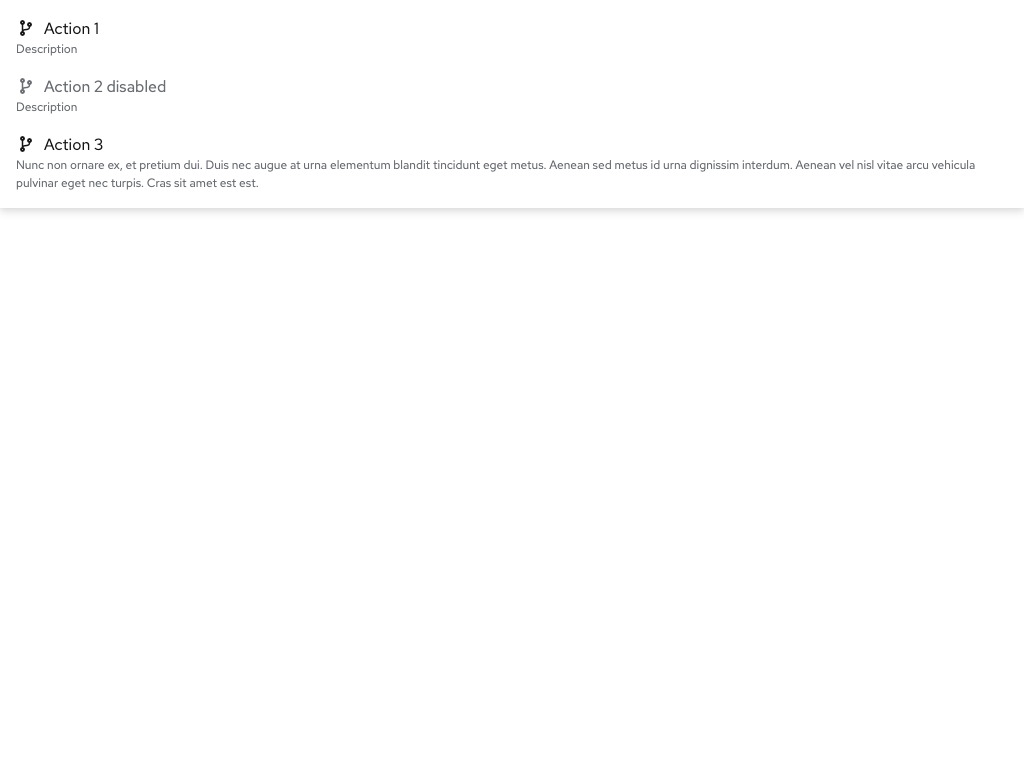 Action 1
Description
Action 2 disabled
Description
Action 3
Nunc non ornare ex, et pretium dui. Duis nec augue at urna elementum blandit tincidunt eget metus. Aenean sed metus id urna dignissim interdum. Aenean vel nisl vitae arcu vehicula
pulvinar eget nec turpis. Cras sit amet est est.